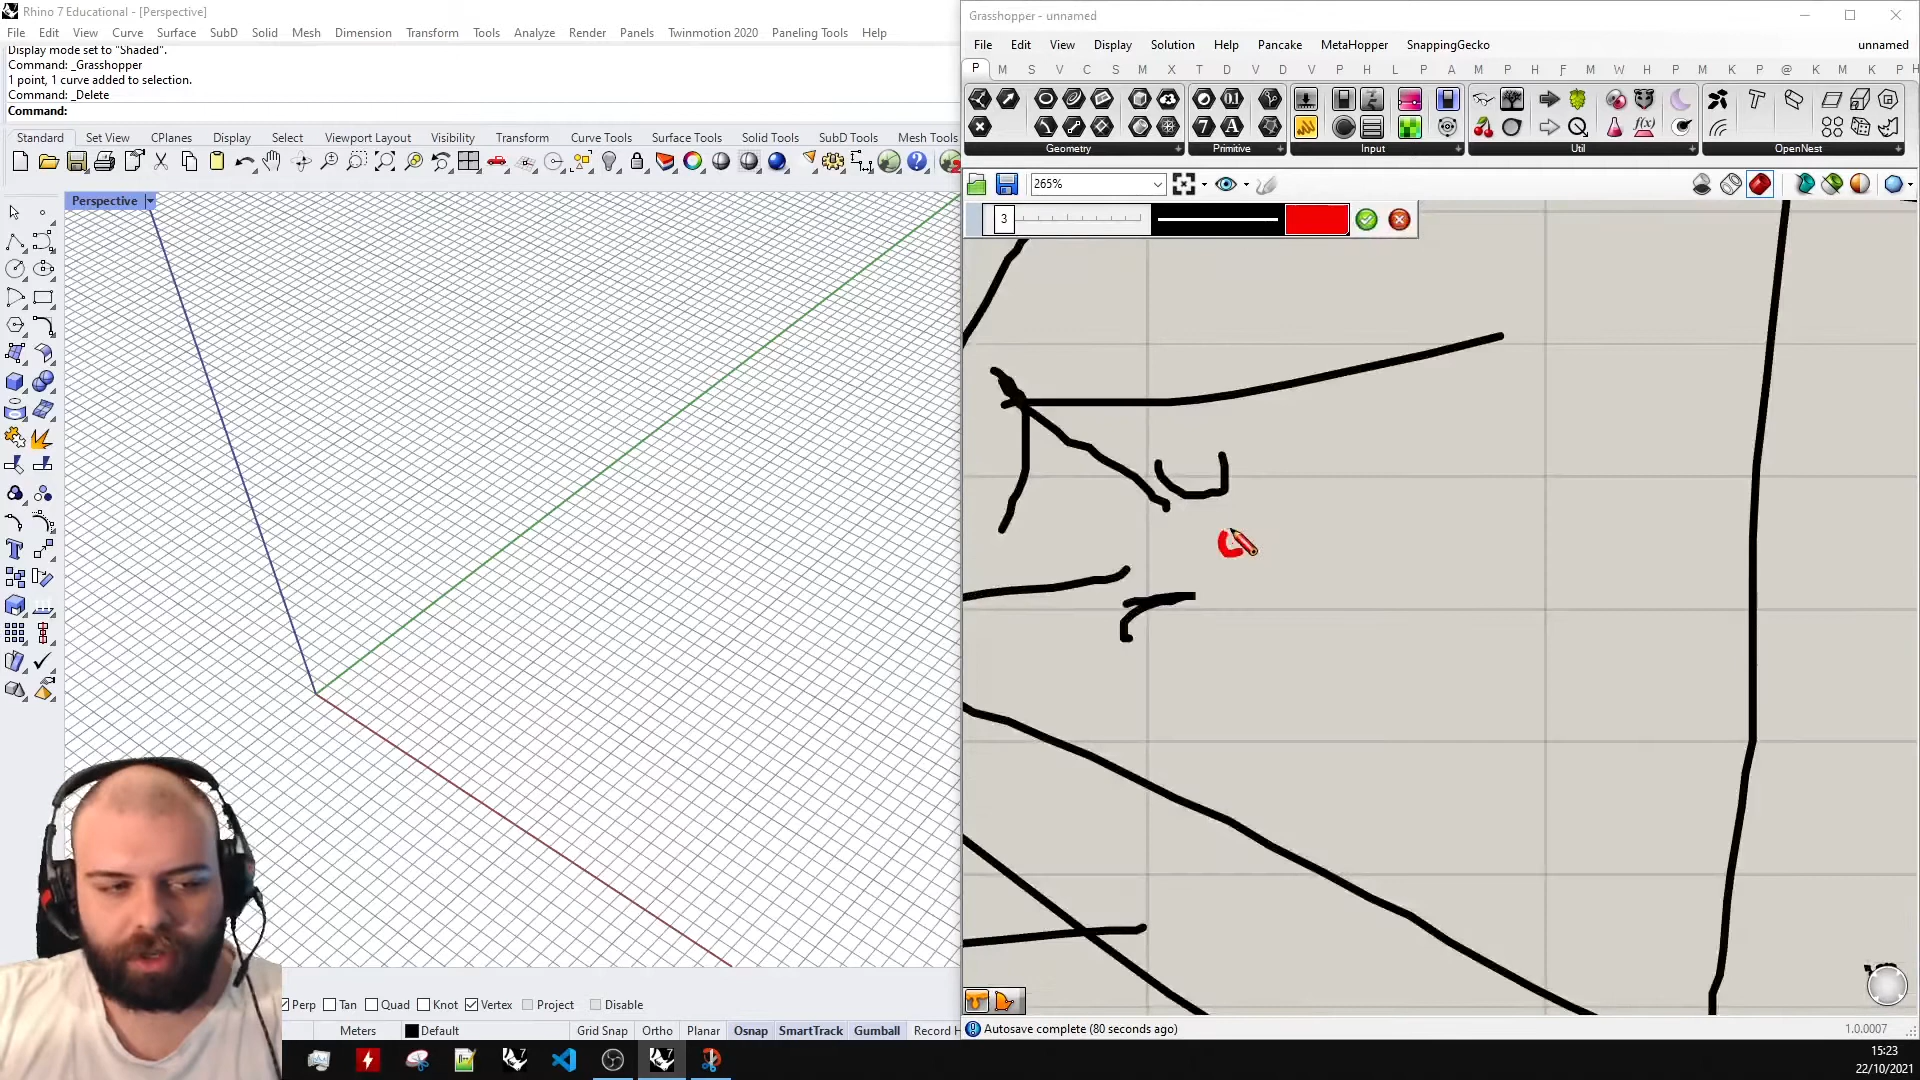 Rhino 7 Educational - [Perspective]
File Edit View Curve Surface SubD Solid Mesh Dimension Transform Tools Analyze Render Panels Twinmotion 2020 Paneling Tools Help
Display mode set to "Shaded".
Command: _Grasshopper
1 point, 1 curve added to selection.
Command: _Delete
Command:
Standard Set View CPlanes Display Select Viewport Layout Visibility Transform Curve Tools Surface Tools Solid Tools SubD Tools Mesh Tools
Perspective
Perp Tan Quad Knot Vertex Project Disable
Meters Default Grid Snap Ortho Planar Osnap SmartTrack Gumball Record H
Grasshopper - unnamed
File Edit View Display Solution Help Pancake MetaHopper SnappingGecko unnamed
P M S V C S M X T D V D V P H L P A M P H F M W H P M K P @ K M K P H
Geometry Primitive Input Util OpenNest
265%
3
Autosave complete (80 seconds ago) 1.0.0007
15:23
22/10/2021